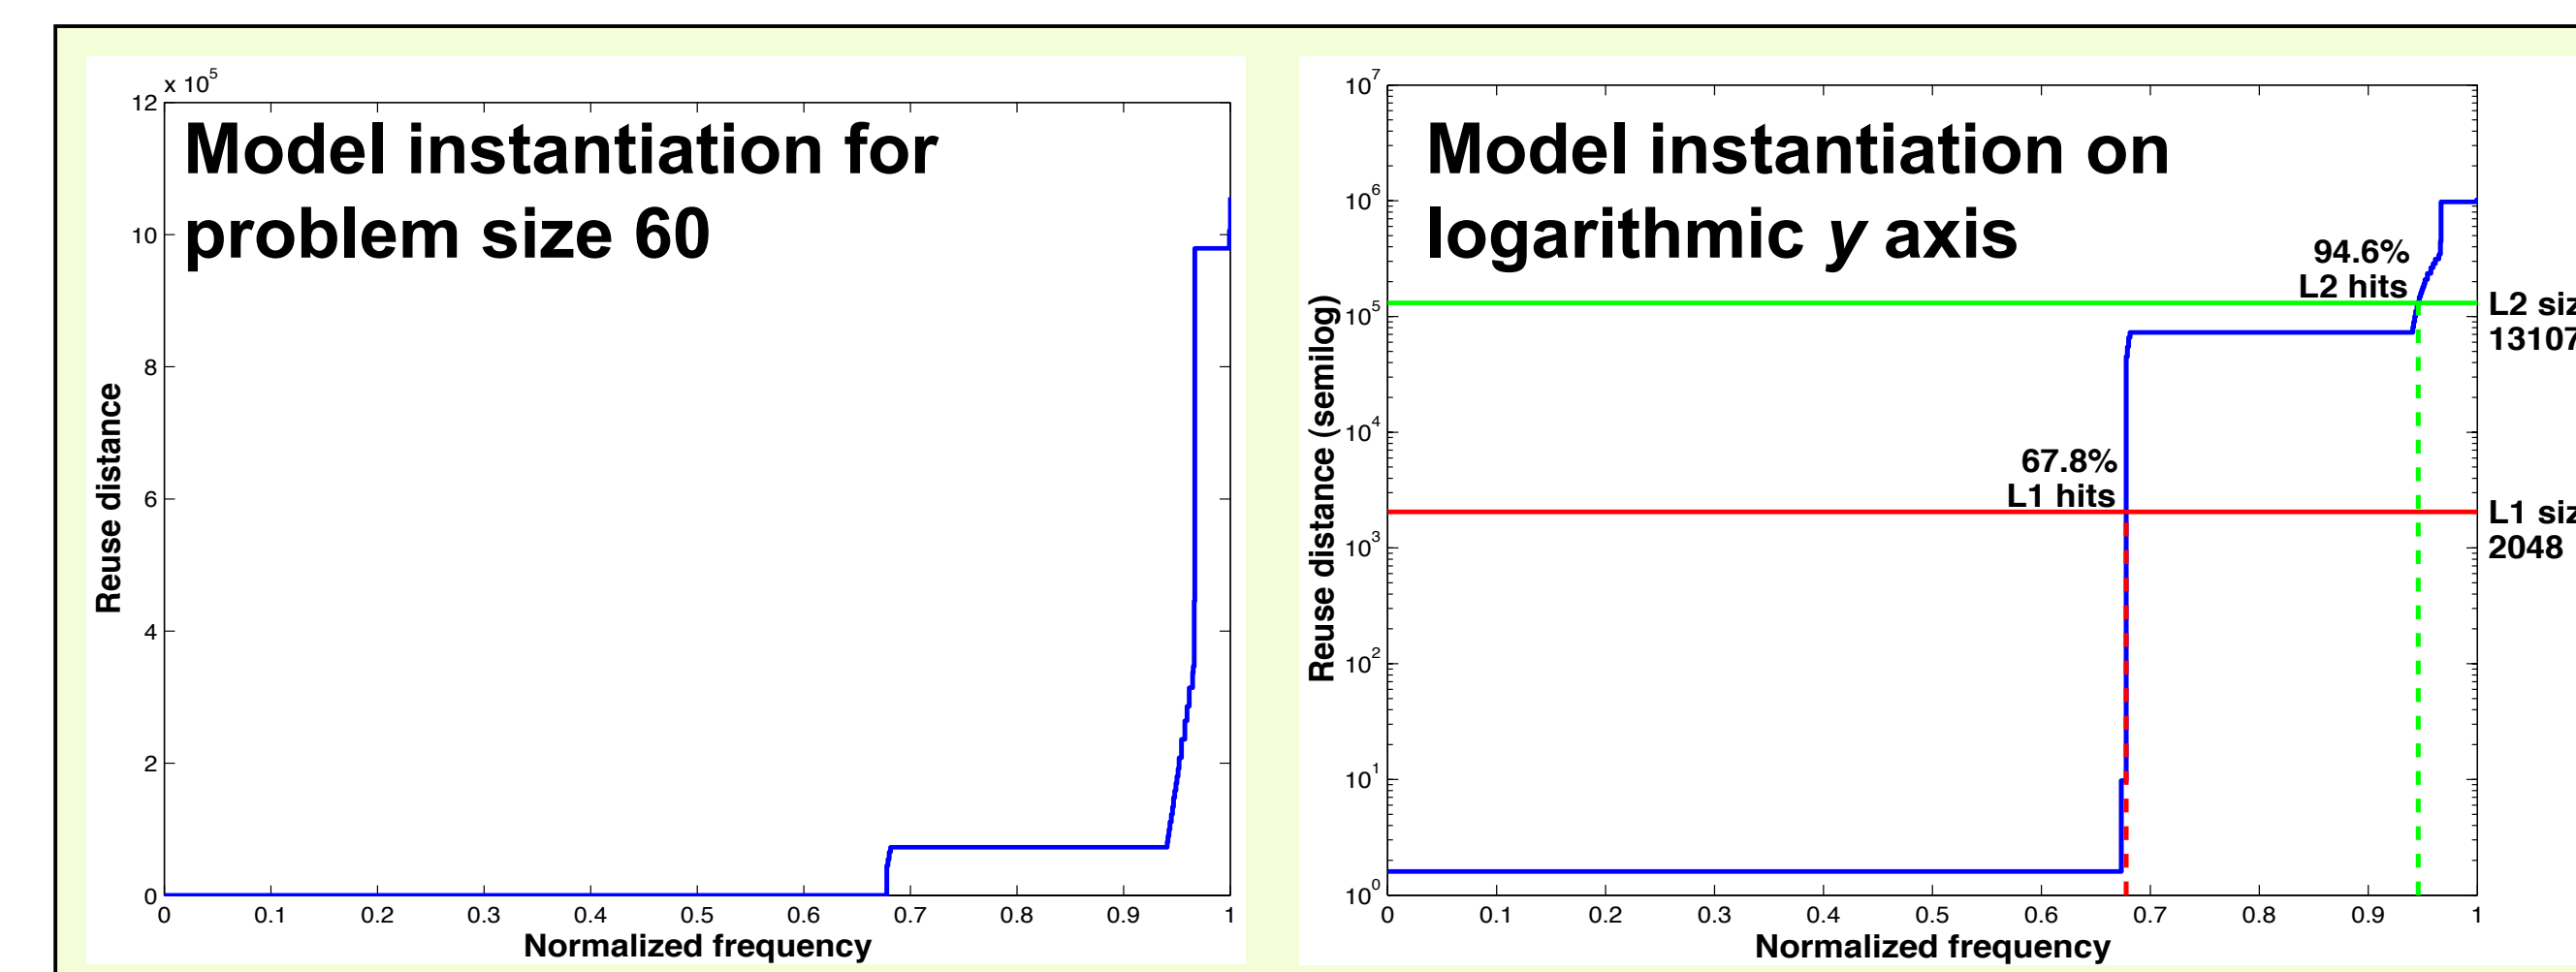 x 10^5
Model instantiation for
problem size 60
12
10
8
6
4
2
0
Reuse distance
0 0.1 0.2 0.3 0.4 0.5 0.6 0.7 0.8 0.9 1
Normalized frequency
Model instantiation on
logarithmic y axis
10^7
10^6
10^5
10^4
10^3
10^2
10^1
10^0
Reuse distance (semilog)
94.6%
L2 hits
67.8%
L1 hits
L2
L1
2048
0 0.1 0.2 0.3 0.4 0.5 0.6 0.7 0.8 0.9 1
Normalized frequency